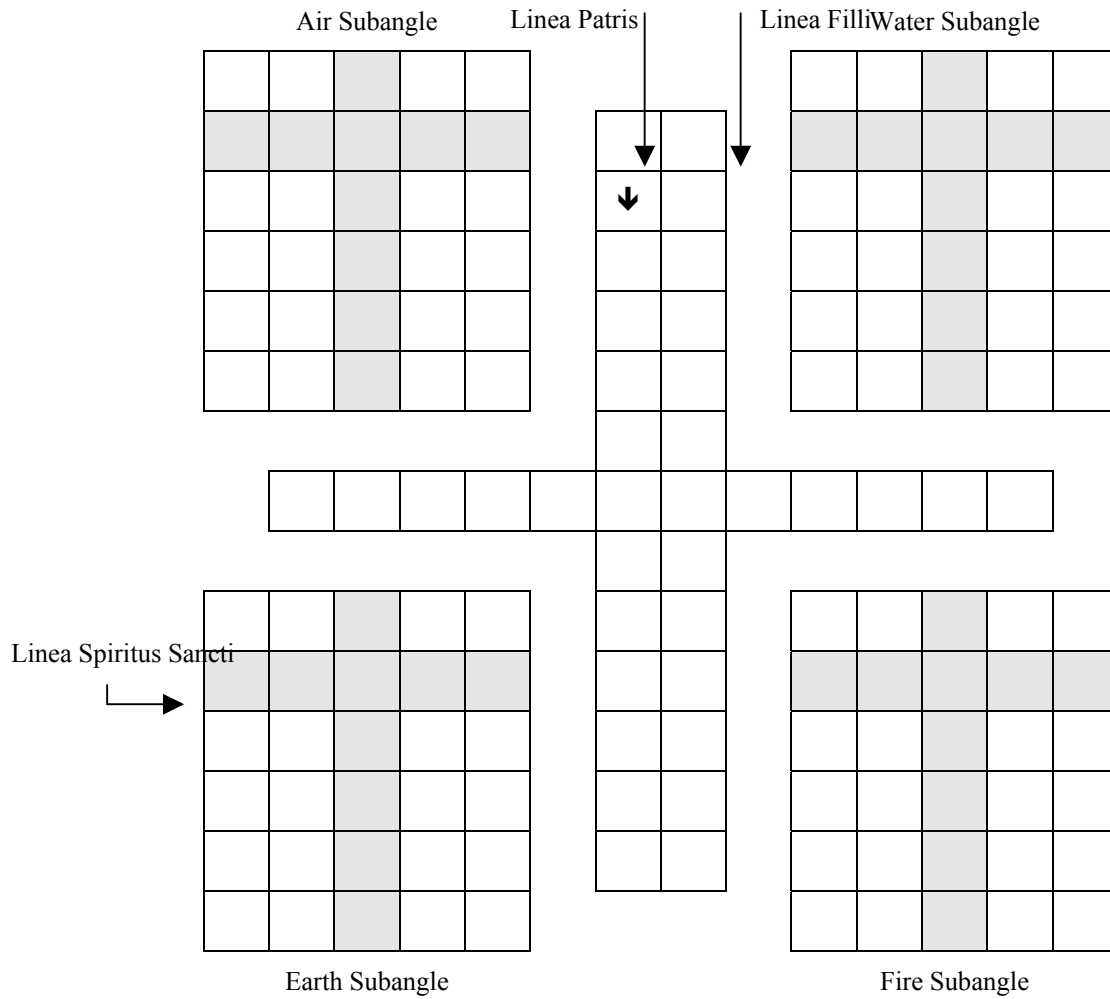 Air Subangle
Linea Patris
Linea Filli
Water Subangle
Linea Spiritus Sancti
Earth Subangle
Fire Subangle